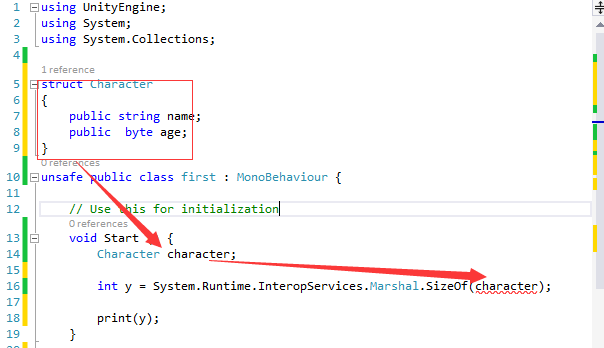 1 using UnityEngine;
2 using System;
3 using System.Collections;
4
1 reference
5 struct Character
6 {
7 public string name;
8 public byte age;
9 }
0 references
10 unsafe public class first : MonoBehaviour {
11
12 // Use this for initialization
0 references
13 void Start {
14 Character character;
15
16 int y = System.Runtime.InteropServices.Marshal.SizeOf(character);
17
18 print(y);
19 }